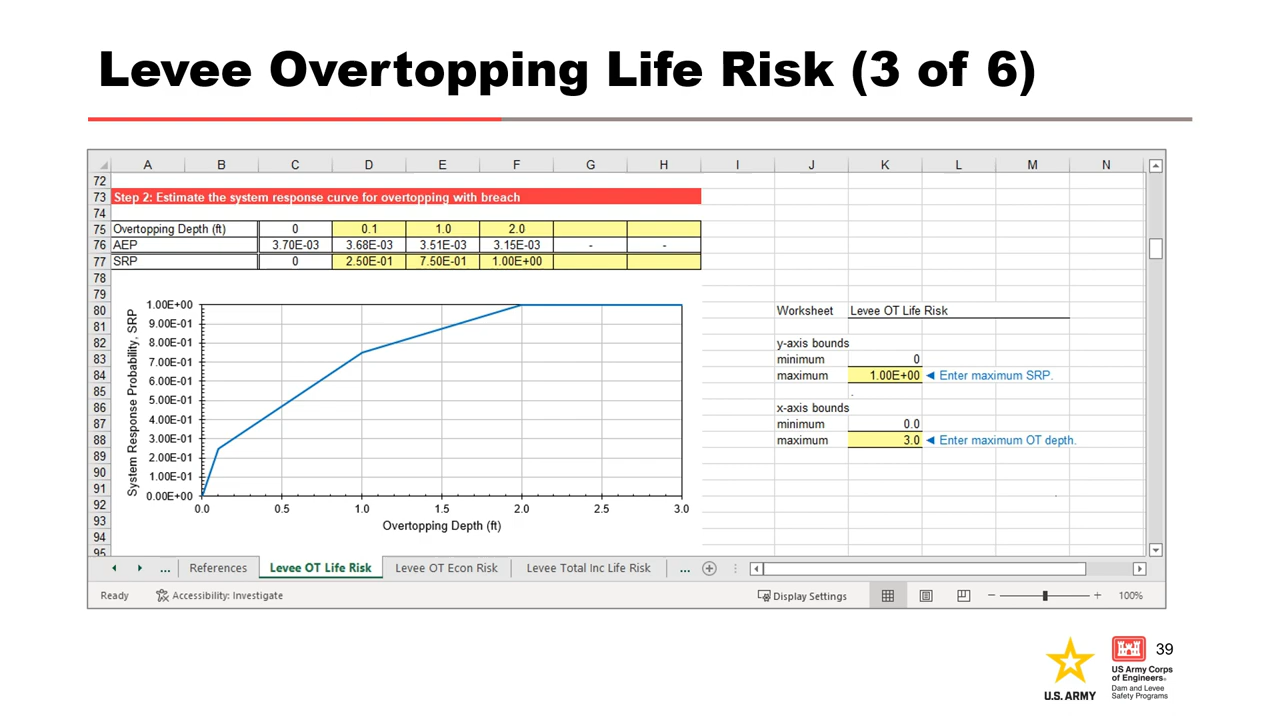 Levee Overtopping Life Risk (3 of 6)
A B C D E F G H I J K L M N
72
73 Step 2: Estimate the system response curve for overtopping with breach
74
75 Overtopping Depth (ft) 0 0.1 1.0 2.0
76 AEP 3.70E-03 3.68E-03 3.51E-03 3.15E-03 - -
77 SRP 0 2.50E-01 7.50E-01 1.00E+00
78
79
80 Worksheet Levee OT Life Risk
81
82 y-axis bounds
83 minimum 0
84 maximum 1.00E+00 ◄ Enter maximum SRP.
85
86 x-axis bounds
87 minimum 0.0
88 maximum 3.0 ◄ Enter maximum OT depth.
89
90
91
92
93
94
95
System Response Probability, SRP
1.00E+00
9.00E-01
8.00E-01
7.00E-01
6.00E-01
5.00E-01
4.00E-01
3.00E-01
2.00E-01
1.00E-01
0.00E+00
0.0 0.5 1.0 1.5 2.0 2.5 3.0
Overtopping Depth (ft)
... References Levee OT Life Risk Levee OT Econ Risk Levee Total Inc Life Risk ...
Ready Accessibility: Investigate Display Settings 100%
U.S. ARMY
US Army Corps
of Engineers®
Dam and Levee
Safety Programs
39